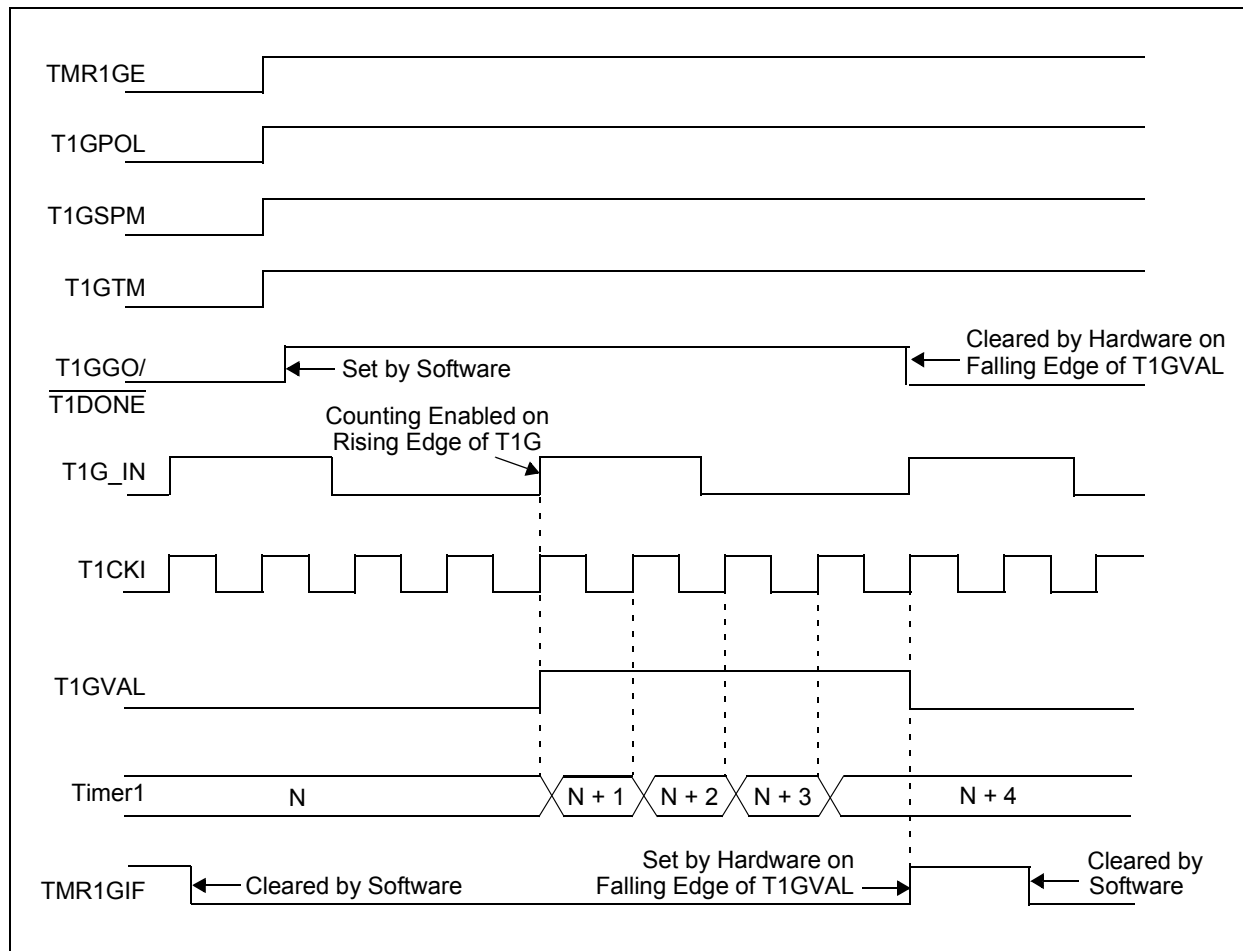 TMR1GE
T1GPOL
T1GSPM
T1GTM
T1GGO/
T1DONE
Set by Software
Cleared by Hardware on
Falling Edge of T1GVAL
Counting Enabled on
Rising Edge of T1G
T1G_IN
T1CKI
T1GVAL
Timer1
N
N + 1
N + 2
N + 3
N + 4
TMR1GIF
Cleared by Software
Set by Hardware on
Falling Edge of T1GVAL
Cleared by
Software